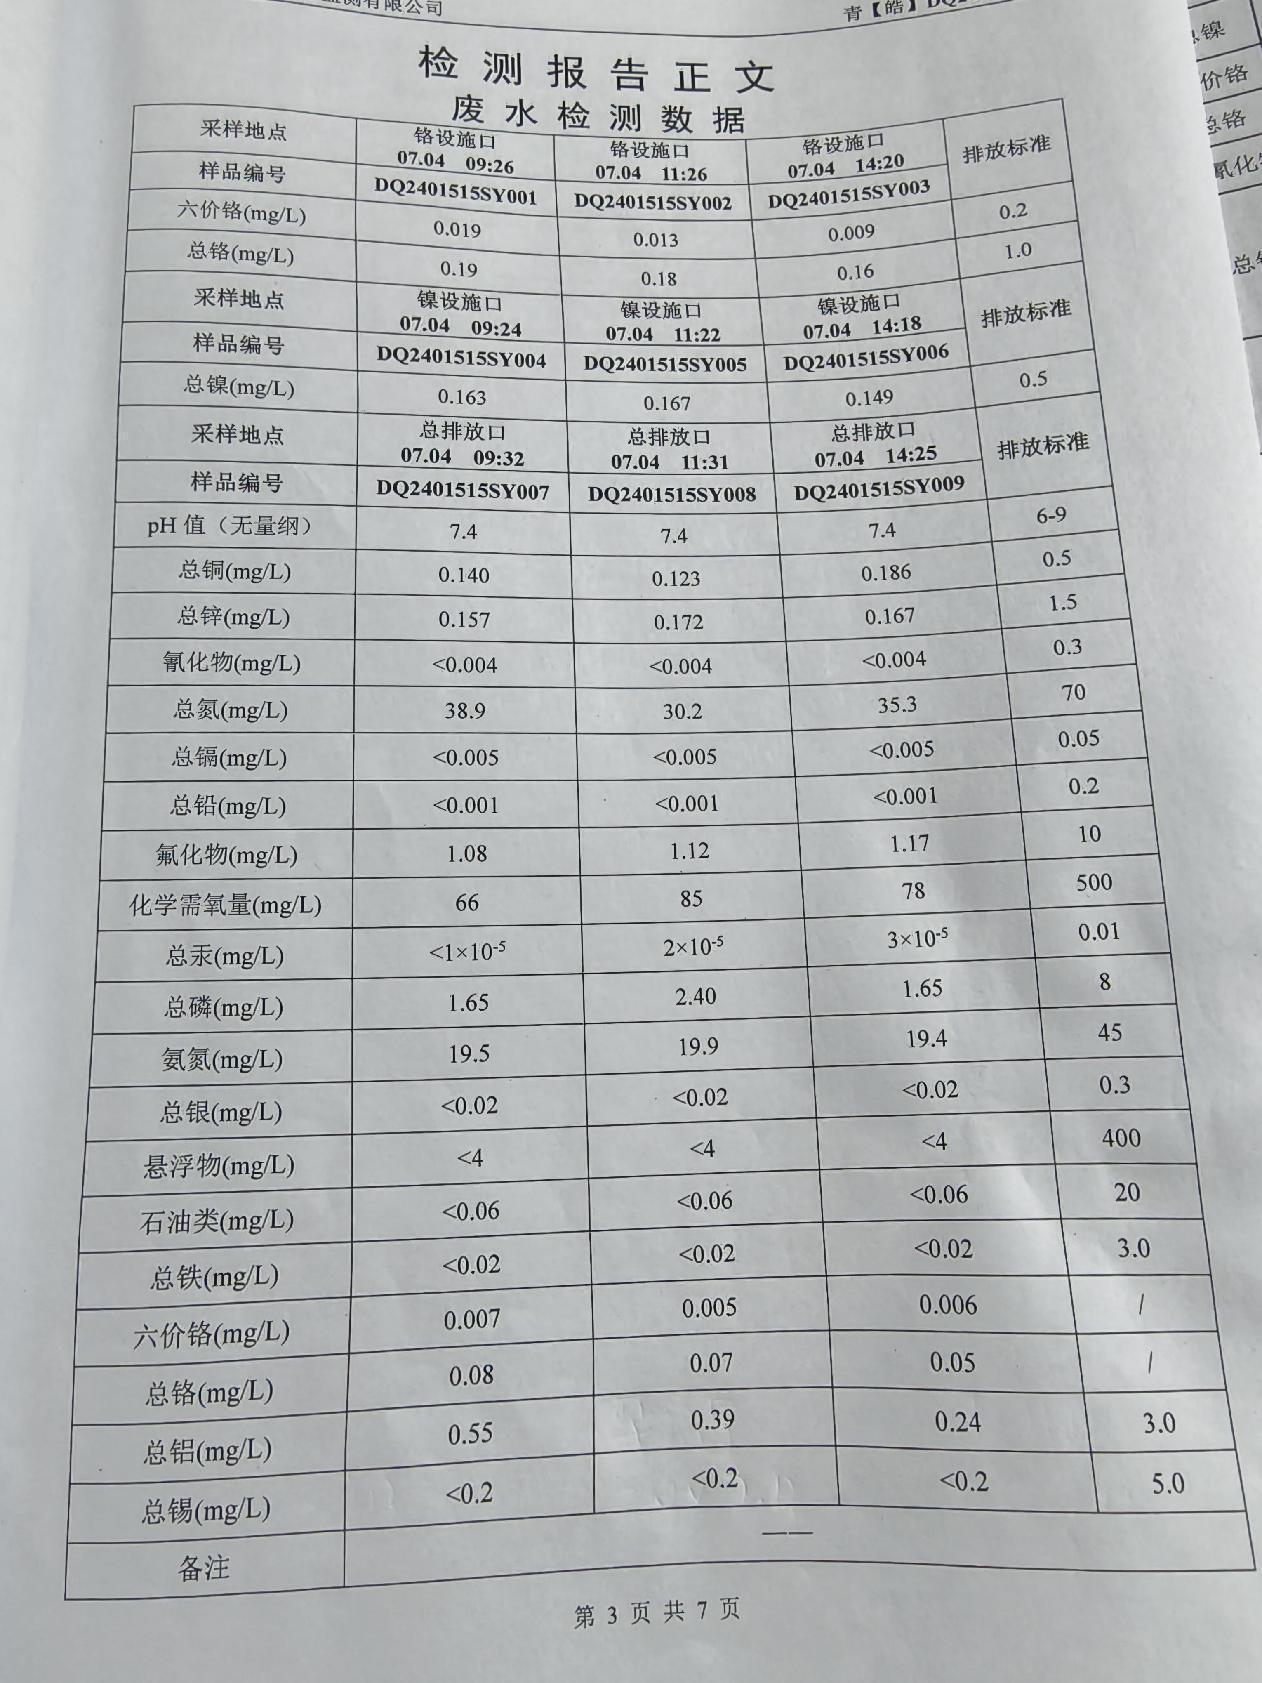 测有限公司
青【皓】DQ2
检测报告正文
废水检测数据
采样地点 铬设施口 07.04 09:26 铬设施口 07.04 11:26 铬设施口 07.04 14:20 排放标准
样品编号 DQ2401515SY001 DQ2401515SY002 DQ2401515SY003
六价铬(mg/L) 0.019 0.013 0.009 0.2
总铬(mg/L) 0.19 0.18 0.16 1.0
采样地点 镍设施口 07.04 09:24 镍设施口 07.04 11:22 镍设施口 07.04 14:18 排放标准
样品编号 DQ2401515SY004 DQ2401515SY005 DQ2401515SY006
总镍(mg/L) 0.163 0.167 0.149 0.5
采样地点 总排放口 07.04 09:32 总排放口 07.04 11:31 总排放口 07.04 14:25 排放标准
样品编号 DQ2401515SY007 DQ2401515SY008 DQ2401515SY009
pH 值（无量纲） 7.4 7.4 7.4 6-9
总铜(mg/L) 0.140 0.123 0.186 0.5
总锌(mg/L) 0.157 0.172 0.167 1.5
氰化物(mg/L) <0.004 <0.004 <0.004 0.3
总氮(mg/L) 38.9 30.2 35.3 70
总镉(mg/L) <0.005 <0.005 <0.005 0.05
总铅(mg/L) <0.001 <0.001 <0.001 0.2
氟化物(mg/L) 1.08 1.12 1.17 10
化学需氧量(mg/L) 66 85 78 500
总汞(mg/L) <1×10⁻⁵ 2×10⁻⁵ 3×10⁻⁵ 0.01
总磷(mg/L) 1.65 2.40 1.65 8
氨氮(mg/L) 19.5 19.9 19.4 45
总银(mg/L) <0.02 <0.02 <0.02 0.3
悬浮物(mg/L) <4 <4 <4 400
石油类(mg/L) <0.06 <0.06 <0.06 20
总铁(mg/L) <0.02 <0.02 <0.02 3.0
六价铬(mg/L) 0.007 0.005 0.006 /
总铬(mg/L) 0.08 0.07 0.05 /
总铝(mg/L) 0.55 0.39 0.24 3.0
总锡(mg/L) <0.2 <0.2 <0.2 5.0
备注 ——
第 3 页 共 7 页
镍
价铬
总铬
氰化
总